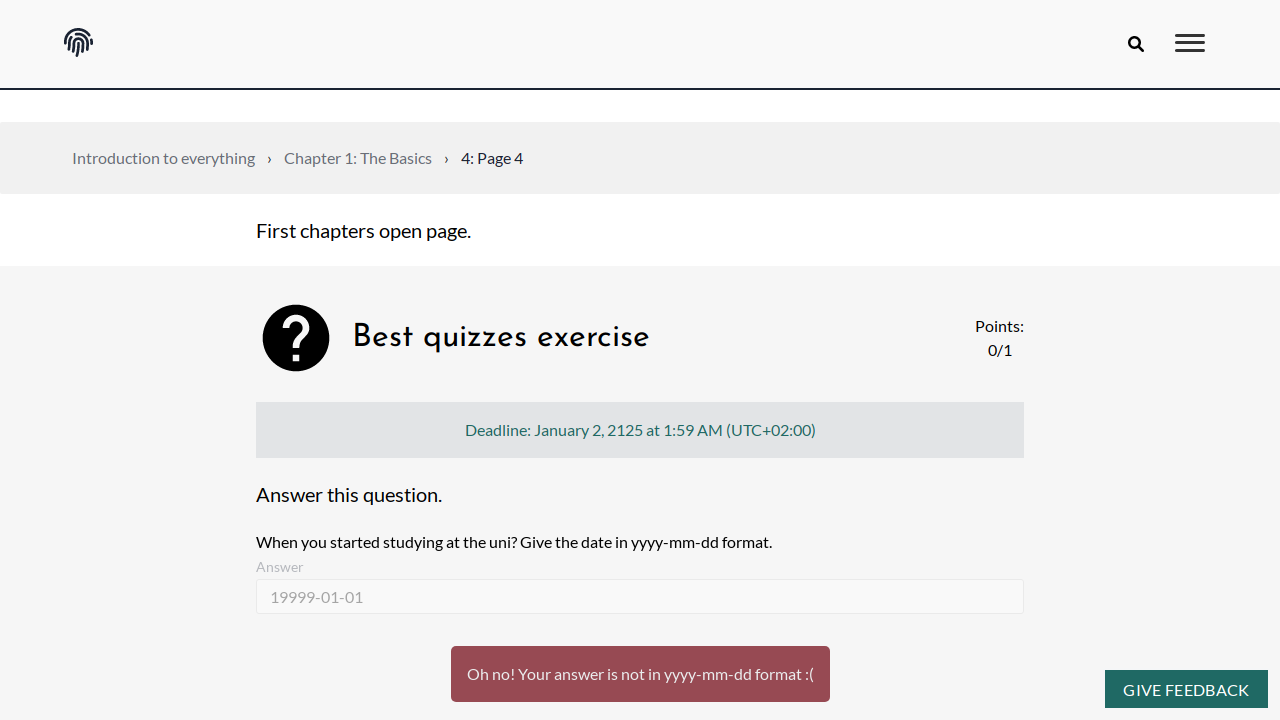 Introduction to everything › Chapter 1: The Basics › 4: Page 4
First chapters open page.
Best quizzes exercise
Points:
0/1
Deadline: January 2, 2125 at 1:59 AM (UTC+02:00)
Answer this question.
When you started studying at the uni? Give the date in yyyy-mm-dd format.
Answer
19999-01-01
Oh no! Your answer is not in yyyy-mm-dd format :(
GIVE FEEDBACK